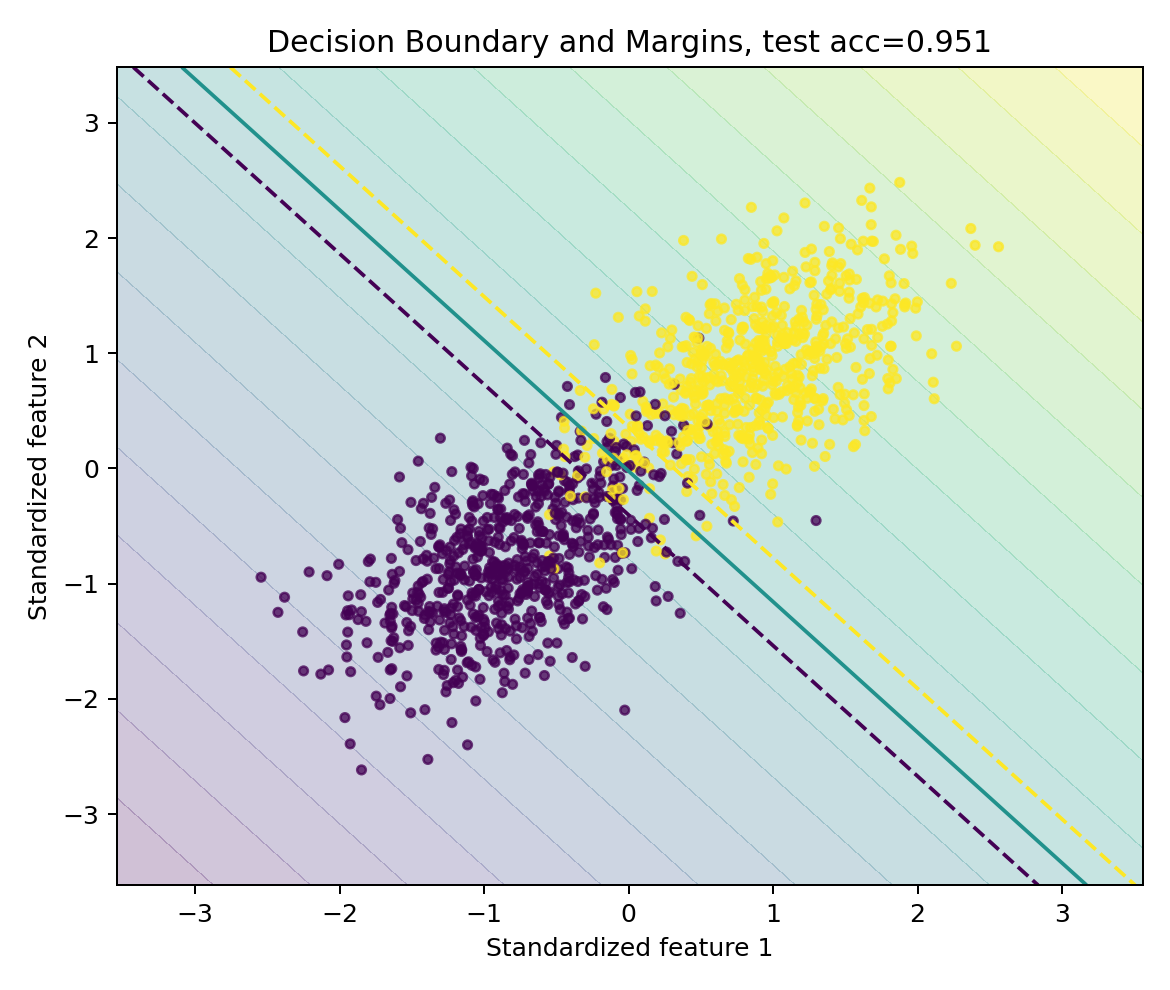 Decision Boundary and Margins, test acc=0.951
3
2
1
0
−1
−2
−3
Standardized feature 2
−3 −2 −1 0 1 2 3
Standardized feature 1